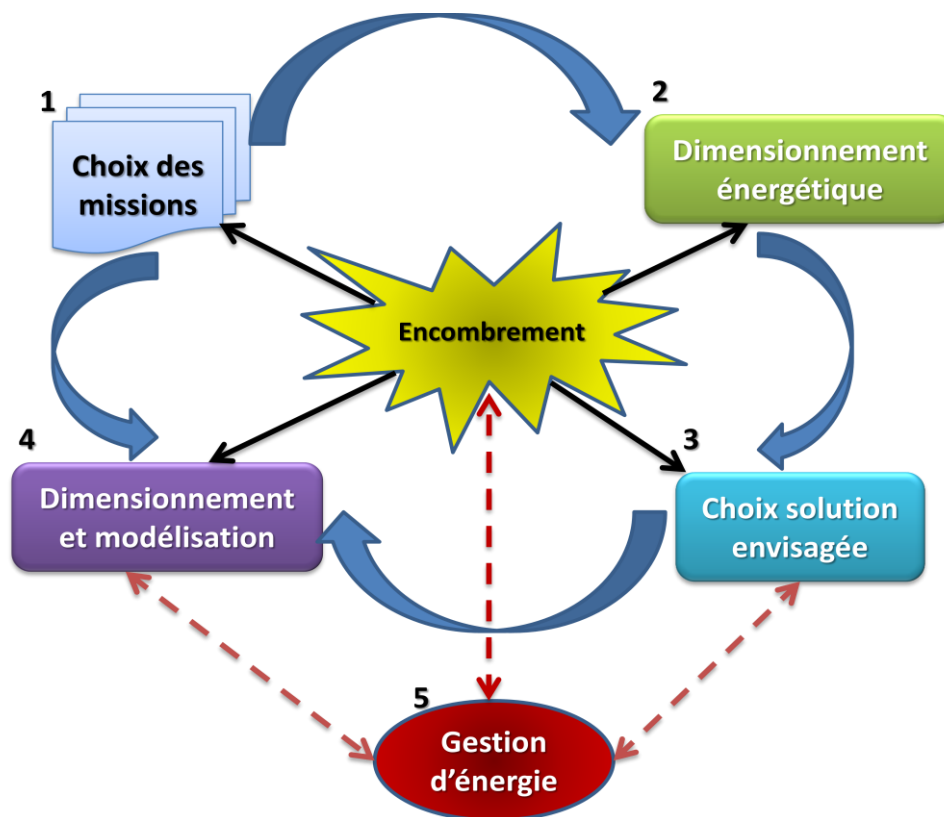 1
Choix des
missions
2
Dimensionnement
énergétique
Encombrement
4
Dimensionnement
et modélisation
3
Choix solution
envisagée
5
Gestion
d'énergie